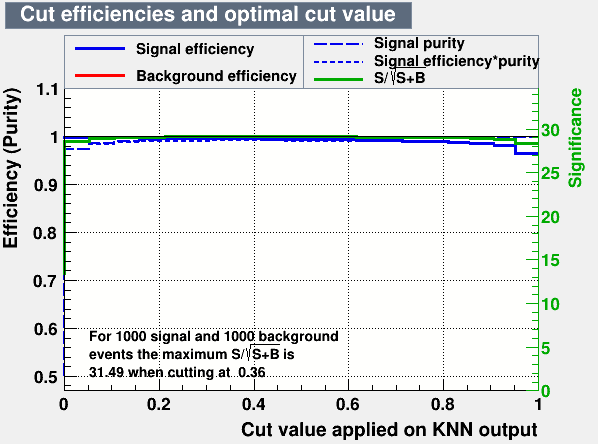 Cut efficiencies and optimal cut value
Signal efficiency
Background efficiency
Signal purity
Signal efficiency*purity
S/√S+B
Efficiency (Purity)
1.1
1
0.9
0.8
0.7
0.6
0.5
Significance
30
25
20
15
10
5
0
For 1000 signal and 1000 background
events the maximum S/√S+B is
31.49 when cutting at 0.36
0
0.2
0.4
0.6
0.8
1
Cut value applied on KNN output